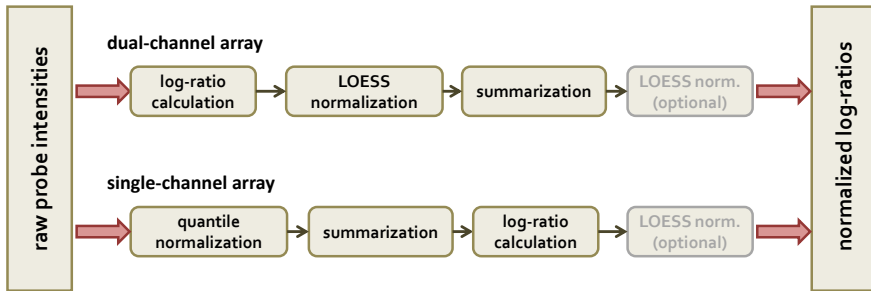 raw probe intensities
dual-channel array
log-ratio
calculation
LOESS
normalization
summarization
LOESS norm.
(optional)
single-channel array
quantile
normalization
summarization
log-ratio
calculation
LOESS norm.
(optional)
normalized log-ratios